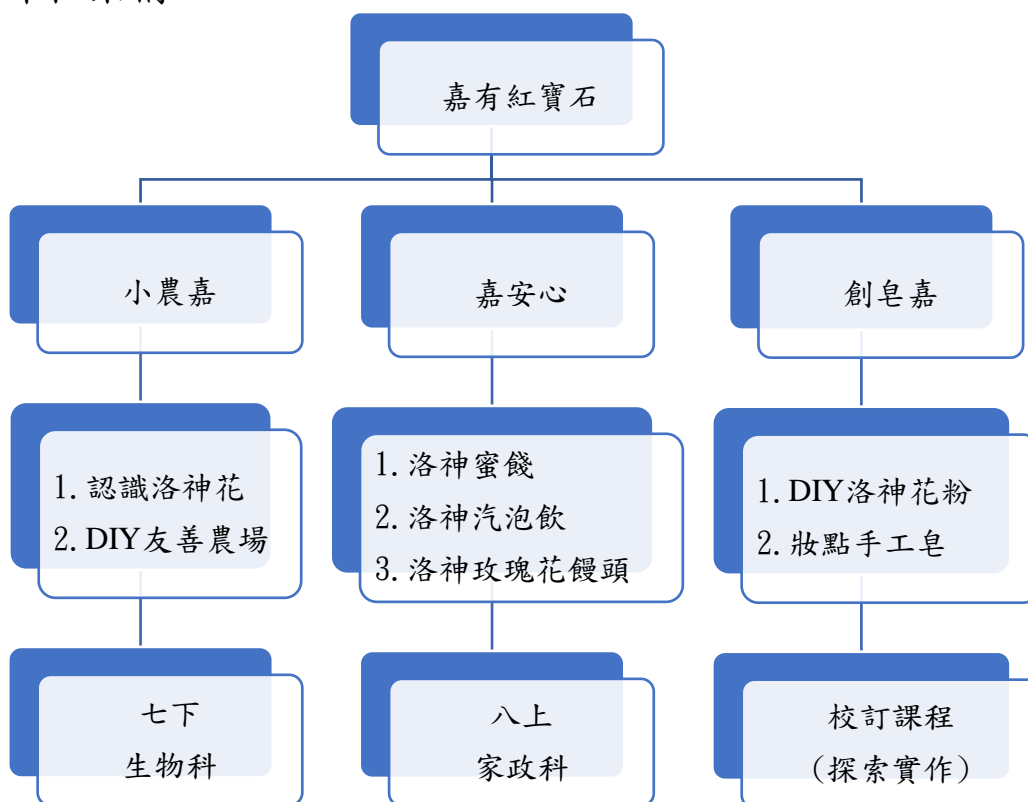 嘉有紅寶石
小農嘉
嘉安心
創皂嘉
1. 認識洛神花
2. DIY友善農場
1. 洛神蜜餞
2. 洛神汽泡飲
3. 洛神玫瑰花饅頭
1. DIY洛神花粉
2. 妝點手工皂
七下
生物科
八上
家政科
校訂課程
(探索實作)